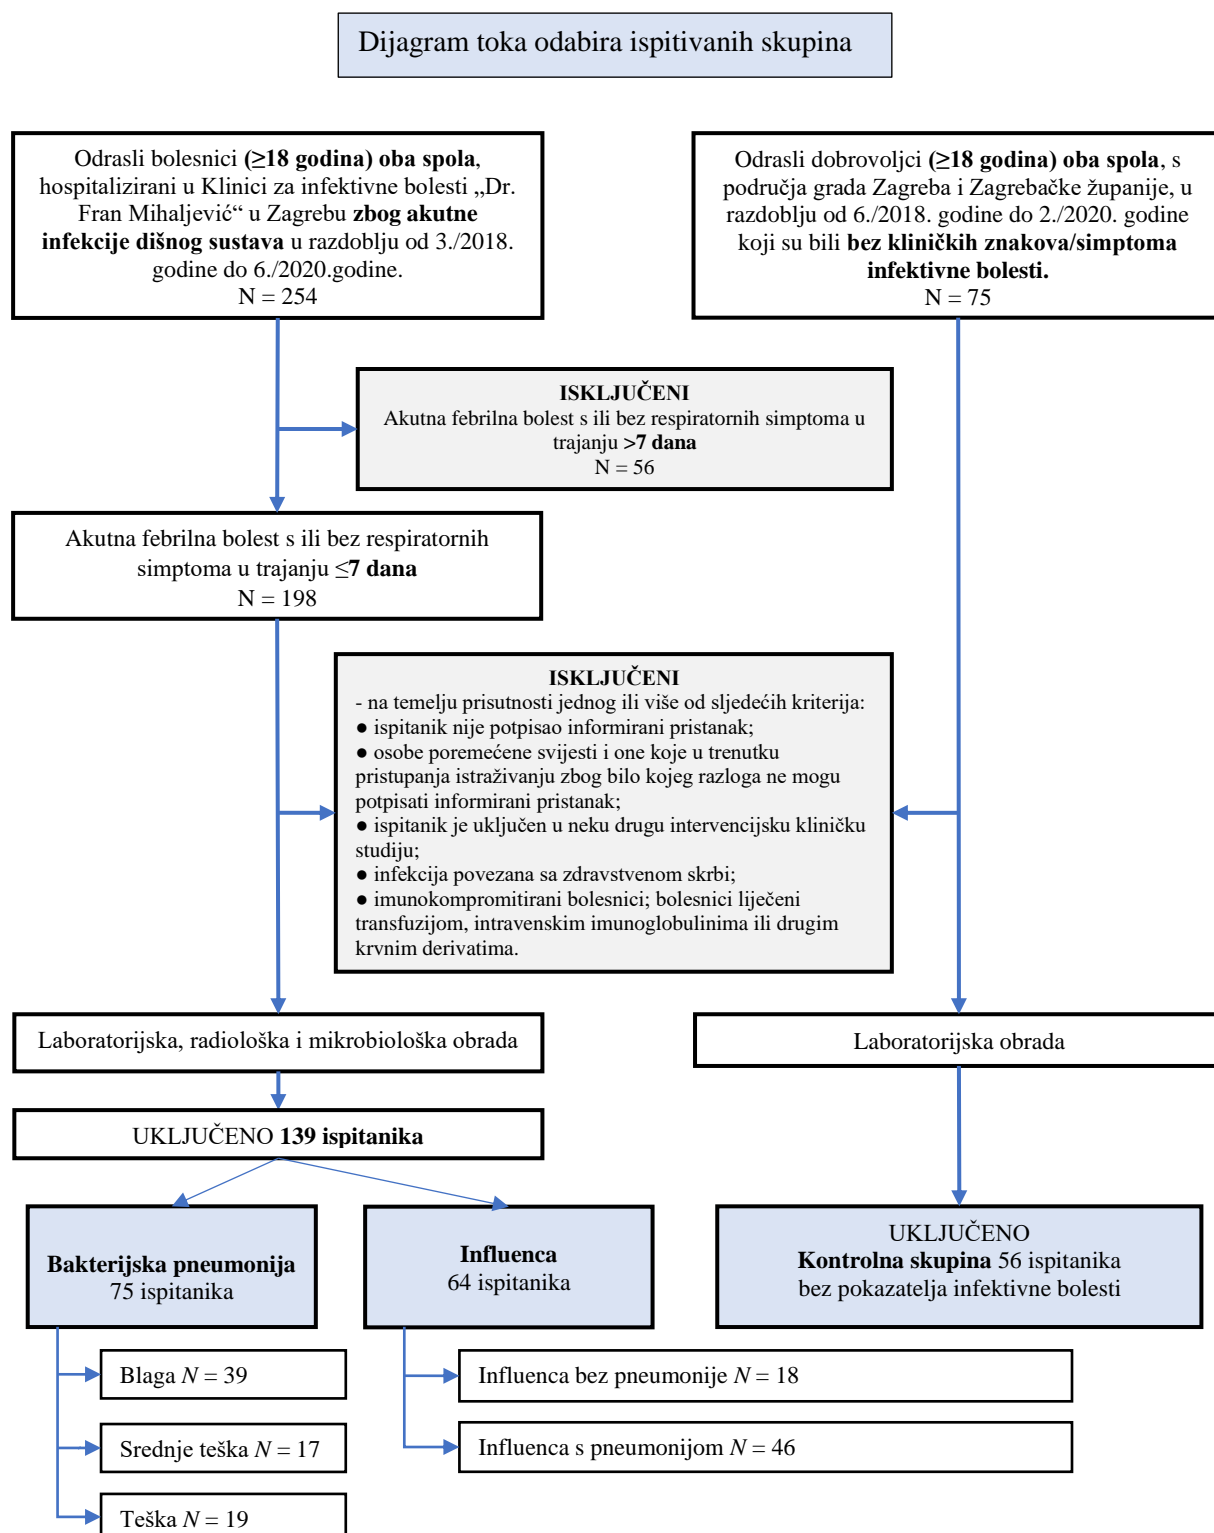 Dijagram toka odabira ispitivanih skupina
Odrasli bolesnici (≥18 godina) oba spola,
hospitalizirani u Klinici za infektivne bolesti „Dr.
Fran Mihaljević“ u Zagrebu zbog akutne
infekcije dišnog sustava u razdoblju od 3./2018.
godine do 6./2020.godine.
N = 254
Odrasli dobrovoljci (≥18 godina) oba spola, s
područja grada Zagreba i Zagrebačke županije, u
razdoblju od 6./2018. godine do 2./2020. godine
koji su bili bez kliničkih znakova/simptoma
infektivne bolesti.
N = 75
ISKLJUČENI
Akutna febrilna bolest s ili bez respiratornih simptoma u
trajanju >7 dana
N = 56
Akutna febrilna bolest s ili bez respiratornih
simptoma u trajanju ≤7 dana
N = 198
ISKLJUČENI
- na temelju prisutnosti jednog ili više od sljedećih kriterija:
● ispitanik nije potpisao informirani pristanak;
● osobe poremećene svijesti i one koje u trenutku
pristupanja istraživanju zbog bilo kojeg razloga ne mogu
potpisati informirani pristanak;
● ispitanik je uključen u neku drugu intervencijsku kliničku
studiju;
● infekcija povezana sa zdravstvenom skrbi;
● imunokompromitirani bolesnici; bolesnici liječeni
transfuzijom, intravenskim imunoglobulinima ili drugim
krvnim derivatima.
Laboratorijska, radiološka i mikrobiološka obrada
Laboratorijska obrada
UKLJUČENO 139 ispitanika
Bakterijska pneumonija
75 ispitanika
Influenca
64 ispitanika
UKLJUČENO
Kontrolna skupina 56 ispitanika
bez pokazatelja infektivne bolesti
Blaga N = 39
Srednje teška N = 17
Teška N = 19
Influenca bez pneumonije N = 18
Influenca s pneumonijom N = 46